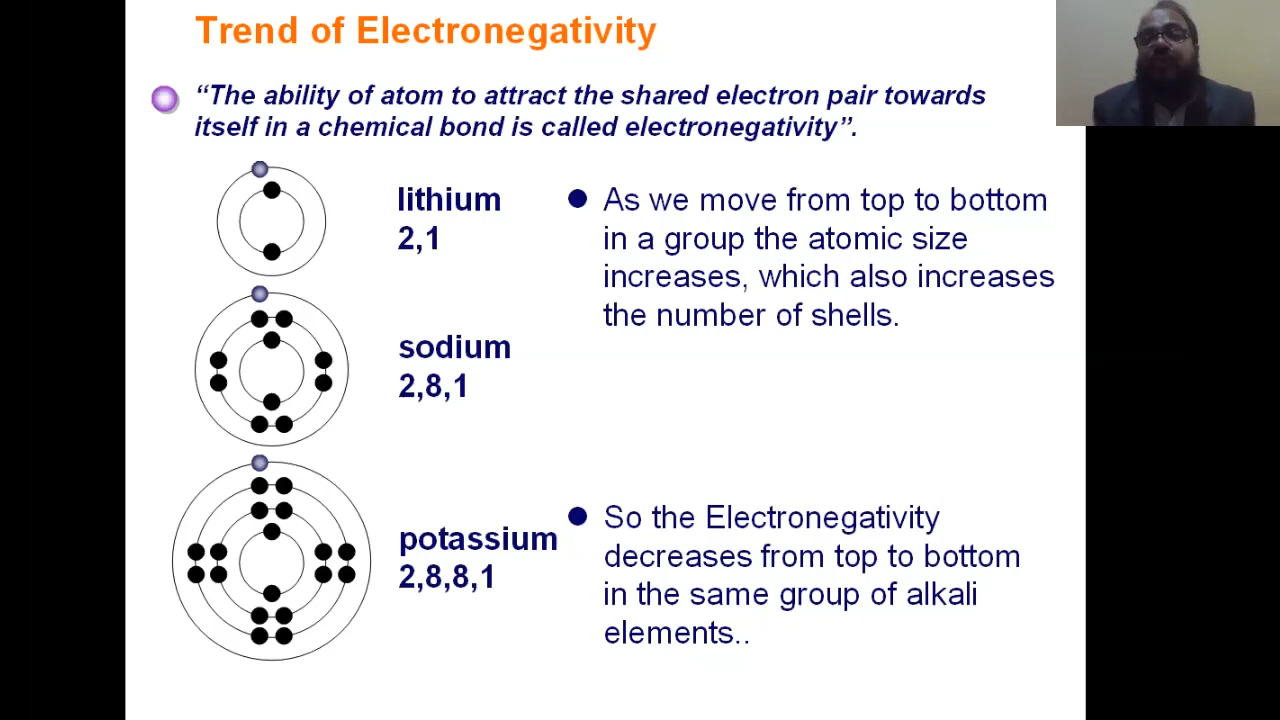 Trend of Electronegativity
“The ability of atom to attract the shared electron pair towards
itself in a chemical bond is called electronegativity”.
lithium
2,1
As we move from top to bottom
in a group the atomic size
increases, which also increases
the number of shells.
sodium
2,8,1
potassium
2,8,8,1
So the Electronegativity
decreases from top to bottom
in the same group of alkali
elements..